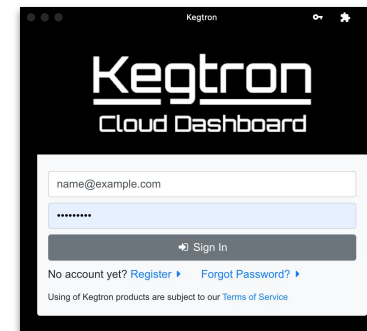 Kegtron
Kegtron
Cloud Dashboard
name@example.com
•••••••••
Sign In
No account yet? Register Forgot Password?
Using of Kegtron products are subject to our Terms of Service